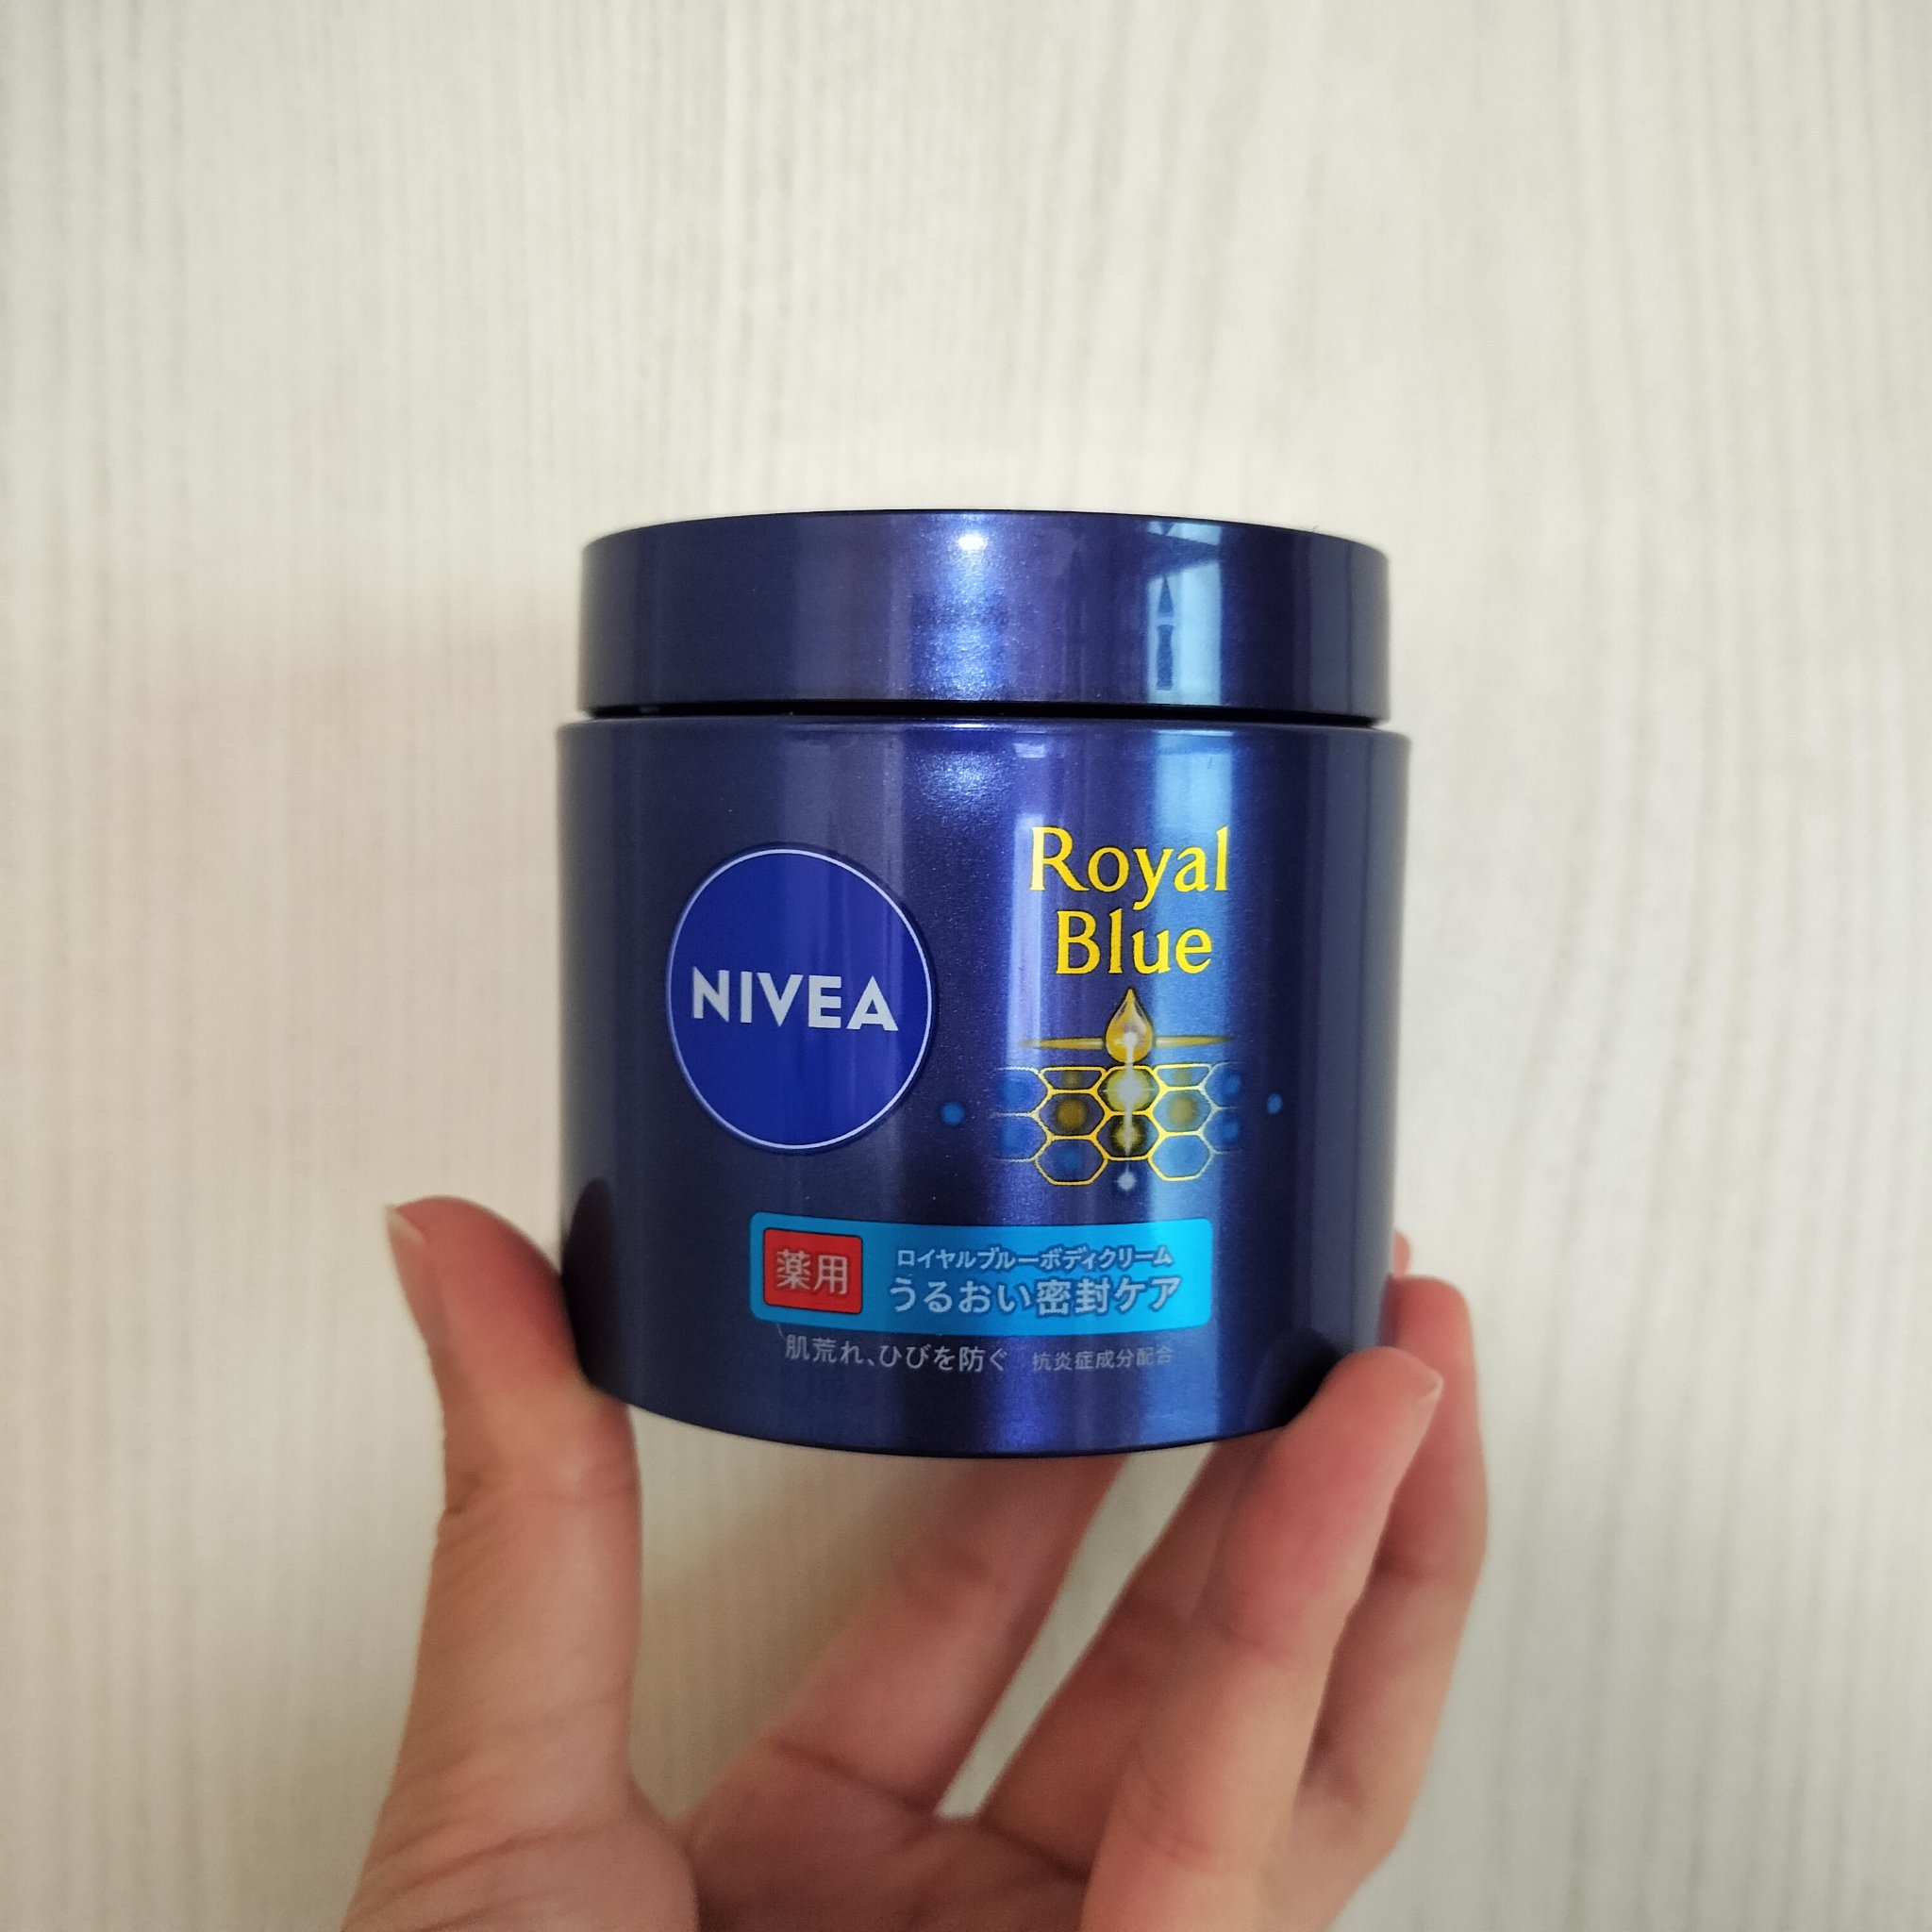 NIVEA
Royal
Blue
薬用
ロイヤルブルーボディクリーム
うるおい密封ケア
肌荒れ、ひびを防ぐ 抗炎症成分配合